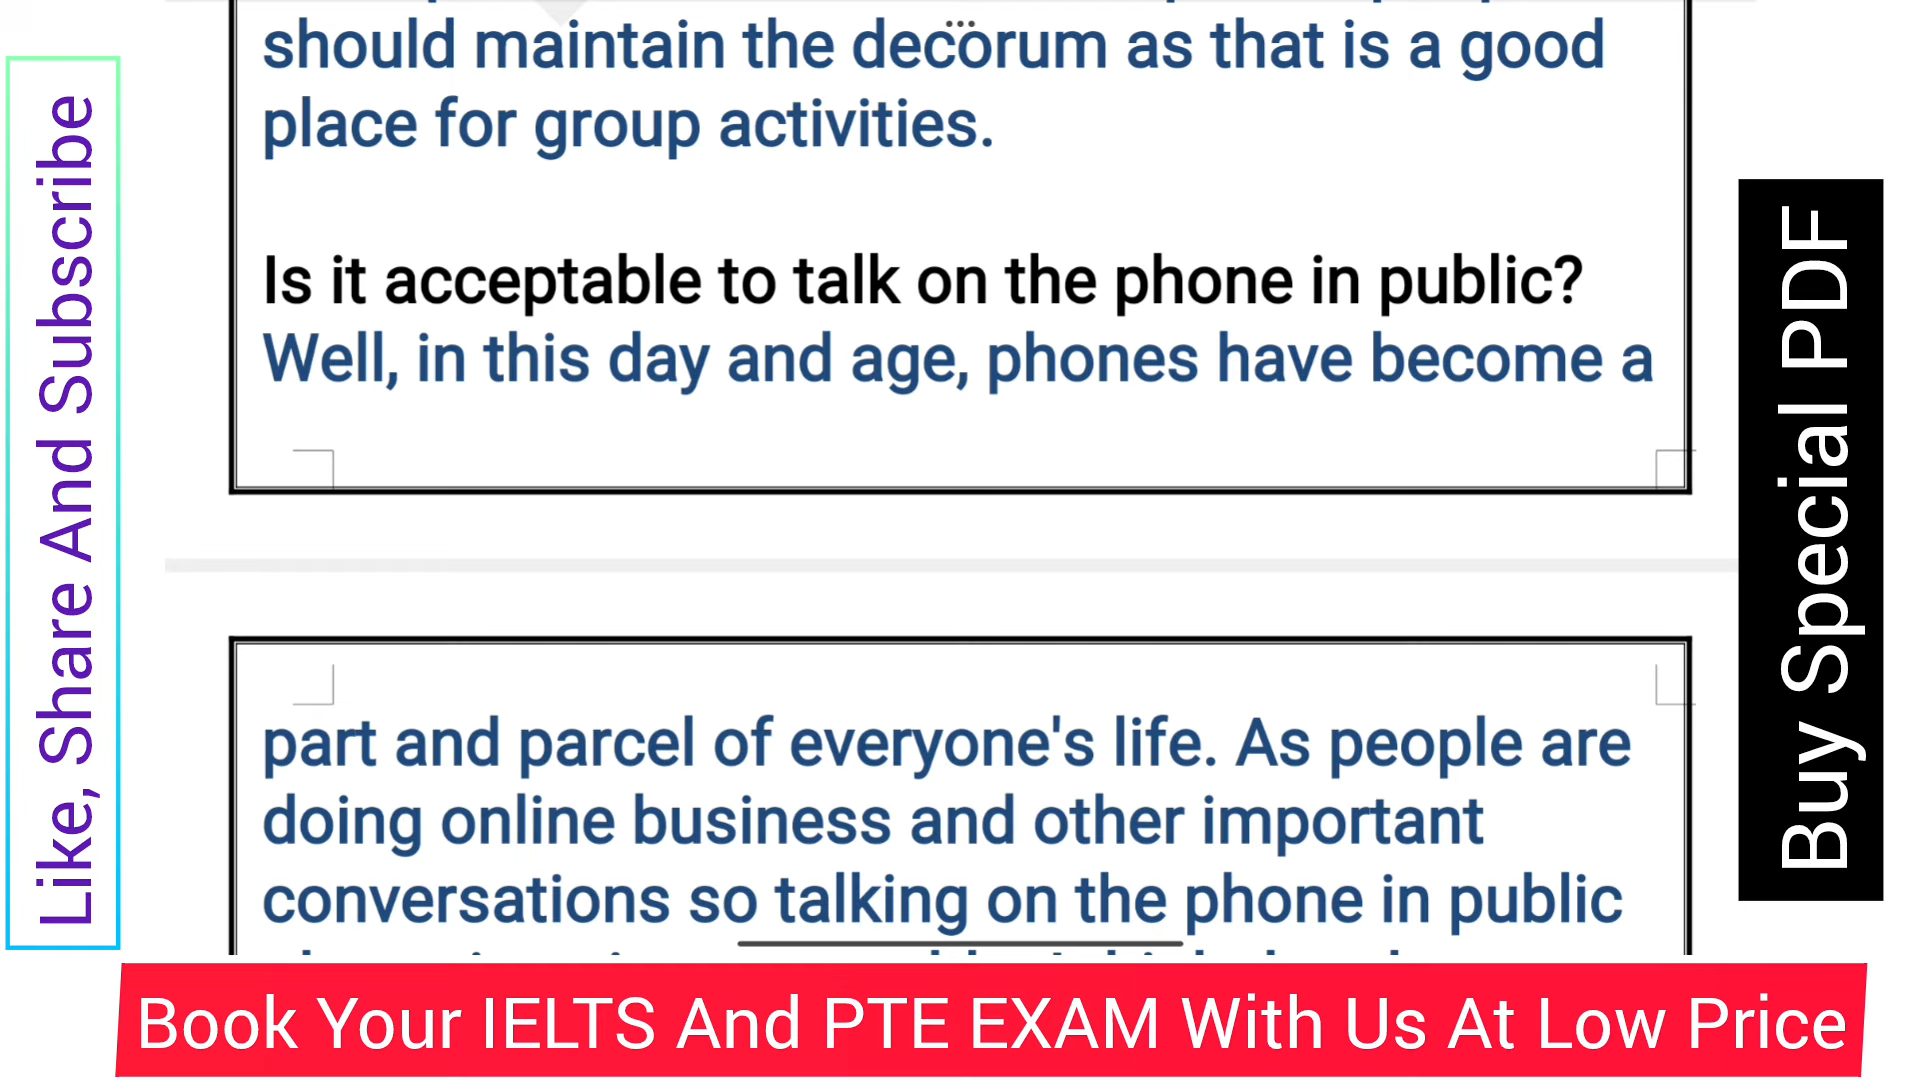 should maintain the decorum as that is a good
place for group activities.
Is it acceptable to talk on the phone in public?
Well, in this day and age, phones have become a
part and parcel of everyone's life. As people are
doing online business and other important
conversations so talking on the phone in public
Like, Share And Subscribe
Buy Special PDF
Book Your IELTS And PTE EXAM With Us At Low Price